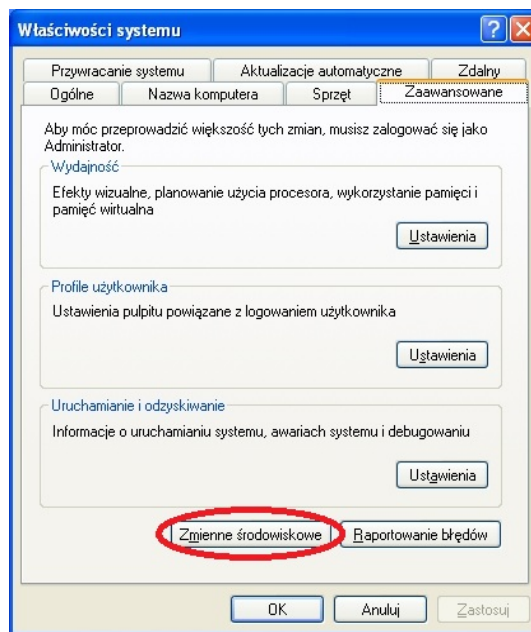 Właściwości systemu
Przywracanie systemu Aktualizacje automatyczne Zdalny
Ogólne Nazwa komputera Sprzęt Zaawansowane
Aby móc przeprowadzić większość tych zmian, musisz zalogować się jako
Administrator.
Wydajność
Efekty wizualne, planowanie użycia procesora, wykorzystanie pamięci i
pamięć wirtualna
Ustawienia
Profile użytkownika
Ustawienia pulpitu powiązane z logowaniem użytkownika
Ustawienia
Uruchamianie i odzyskiwanie
Informacje o uruchamianiu systemu, awariach systemu i debugowaniu
Ustawienia
Zmienne środowiskowe Raportowanie błędów
OK Anuluj Zastosuj